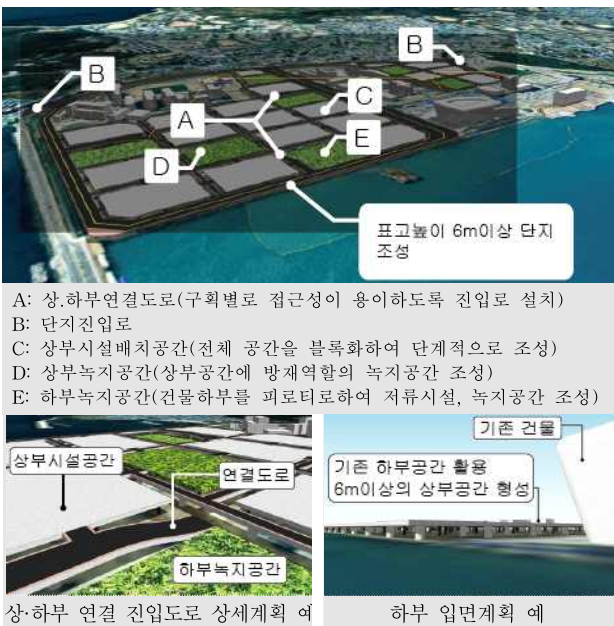 B
B
C
A
E
D
표고높이 6m이상 단지
조성
A: 상.하부연결도로(구획별로 접근성이 용이하도록 진입로 설치)
B: 단지진입로
C: 상부시설배치공간(전체 공간을 블록화하여 단계적으로 조성)
D: 상부녹지공간(상부공간에 방재역할의 녹지공간 조성)
E: 하부녹지공간(건물하부를 피로티로하여 저류시설, 녹지공간 조성)
상부시설공간
연결도로
하부녹지공간
기존 건물
기존 하부공간 활용
6m이상의 상부공간 형성
상·하부 연결 진입도로 상세계획 예
하부 입면계획 예